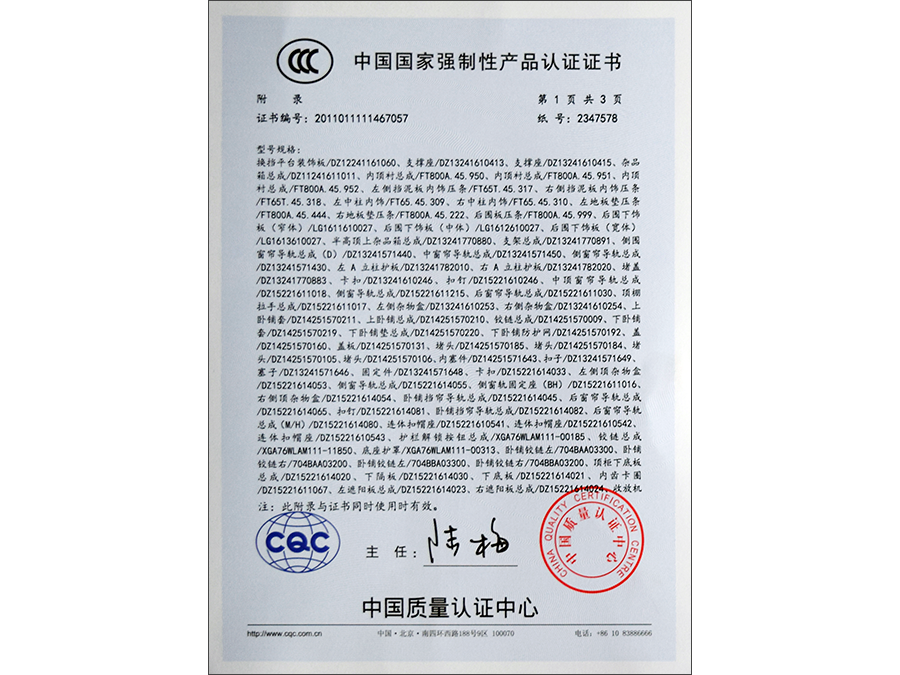 中国国家强制性产品认证证书
附 录
第 1 页 共 3 页
证书编号：2011011111467057
纸 号：2347578
型号规格：
换挡平台装饰板/DZ12241161060、支撑座/DZ13241610413、支撑座/DZ13241610415、杂品
箱总成/DZ11241611011、内顶衬总成/FT800A.45.950、内顶衬总成/FT800A.45.951、内顶
衬总成/FT800A.45.952、左侧挡泥板内饰压条/FT65T.45.317、右侧挡泥板内饰压条
/FT65T.45.318、左中柱内饰/FT65.45.309、右中柱内饰/FT65.45.310、左地板垫压条
/FT800A.45.444、右地板垫压条/FT800A.45.222、后围板压条/FT800A.45.999、后围下饰
板（窄体）/LG1611610027、后围下饰板（中体）/LG1612610027、后围下饰板（宽体）
/LG1613610027、半高顶上杂品箱总成/DZ13241770880、支架总成/DZ13241770891、侧围
窗帘导轨总成（D）/DZ13241571440、中窗帘导轨总成/DZ13241571450、侧窗帘导轨总成
/DZ13241571430、左 A 立柱护板/DZ13241782010、右 A 立柱护板/DZ13241782020、堵盖
/DZ13241770883、卡扣/DZ13241610246、扣钉/DZ15221610246、中顶窗帘导轨总成
/DZ15221611018、侧窗导轨总成/DZ15221611215、后窗帘导轨总成/DZ15221611030、顶棚
拉手总成/DZ15221611017、左侧杂物盒/DZ13241610253、右侧杂物盒/DZ13241610254、上
卧铺套/DZ14251570211、上卧铺总成/DZ14251570210、铰链总成/DZ14251570009、下卧铺
套/DZ14251570219、下卧铺垫总成/DZ14251570220、下卧铺防护网/DZ14251570192、盖
板/DZ14251570160、盖板/DZ14251570131、堵头/DZ14251570185、堵头/DZ14251570184、堵
头/DZ14251570105、堵头/DZ14251570106、内塞件/DZ14251571643、扣子/DZ13241571649、
塞子/DZ13241571646、固定件/DZ13241571648、卡扣/DZ15221614033、左侧顶杂物盒
/DZ15221614053、侧窗导轨总成/DZ15221614055、侧窗轨固定座（BH）/DZ15221611016、
右侧顶杂物盒/DZ15221614054、卧铺挡帘导轨总成/DZ15221614045、后窗帘导轨总成
/DZ15221614065、扣钉/DZ15221614081、卧铺挡帘导轨总成/DZ15221614082、后窗帘导轨
总成（M/H）/DZ15221614080、连体扣帽座/DZ15221610541、连体扣帽座/DZ15221610542、
连体扣帽座/DZ15221610543、护栏解锁按钮总成/XGA76WLAM111-00185、铰链总成
/XGA76WLAM111-11850、底座护罩/XGA76WLAM111-00313、卧铺铰链左/704BAA03300、卧铺
铰链右/704BAA03200、卧铺铰链左/704BBA03300、卧铺铰链右/704BBA03200、顶柜下底板
总成/DZ15221614020、下隔板/DZ15221614030、下底板/DZ15221614021、内齿卡圈
/DZ15221611067、左遮阳板总成/DZ15221614023、右遮阳板总成/DZ15221614024、收放机
注：此附录与证书同时使用时有效。
CQC
主 任：陆梅
CHINA QUALITY CERTIFICATION CENTRE
中国质量认证中心
中国质量认证中心
http://www.cqc.com.cn
中国·北京·南四环西路188号9区 100070
电话：+86 10 83886666